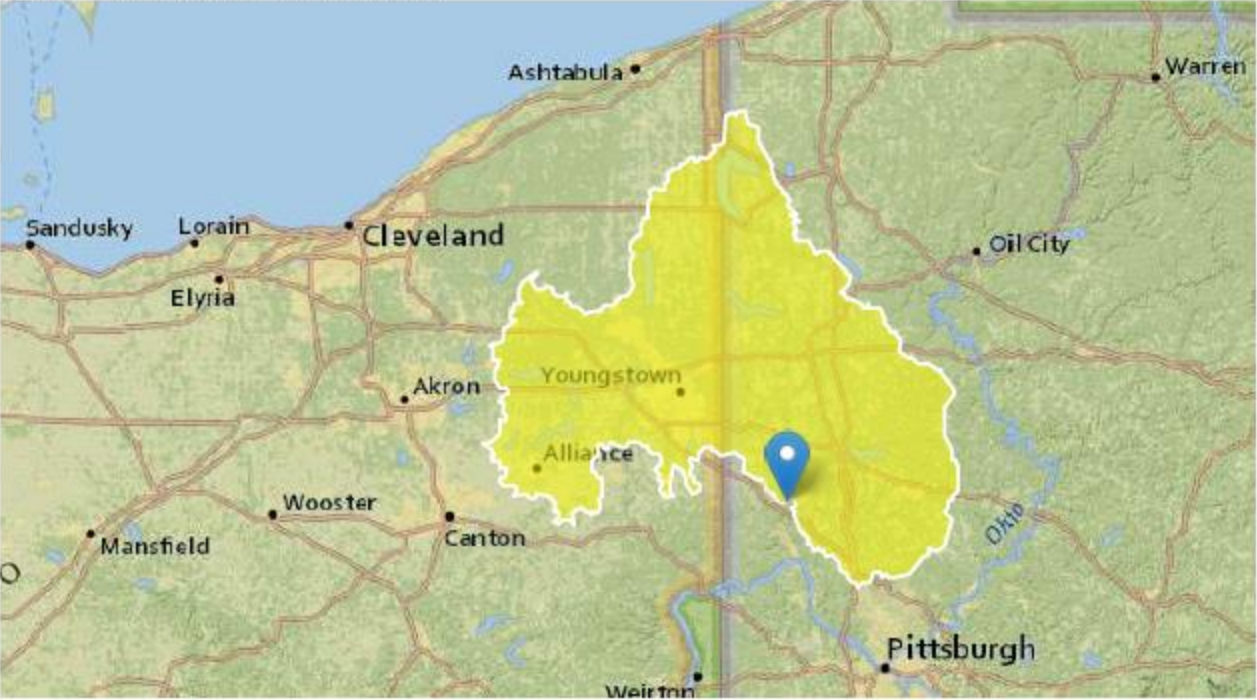 Ashtabula
Warren
Sandusky
Lorain
Cleveland
Oil City
Elyria
Youngstown
Akron
Alliance
Wooster
Canton
Mansfield
Ohio
O
Pittsburgh
Weirton